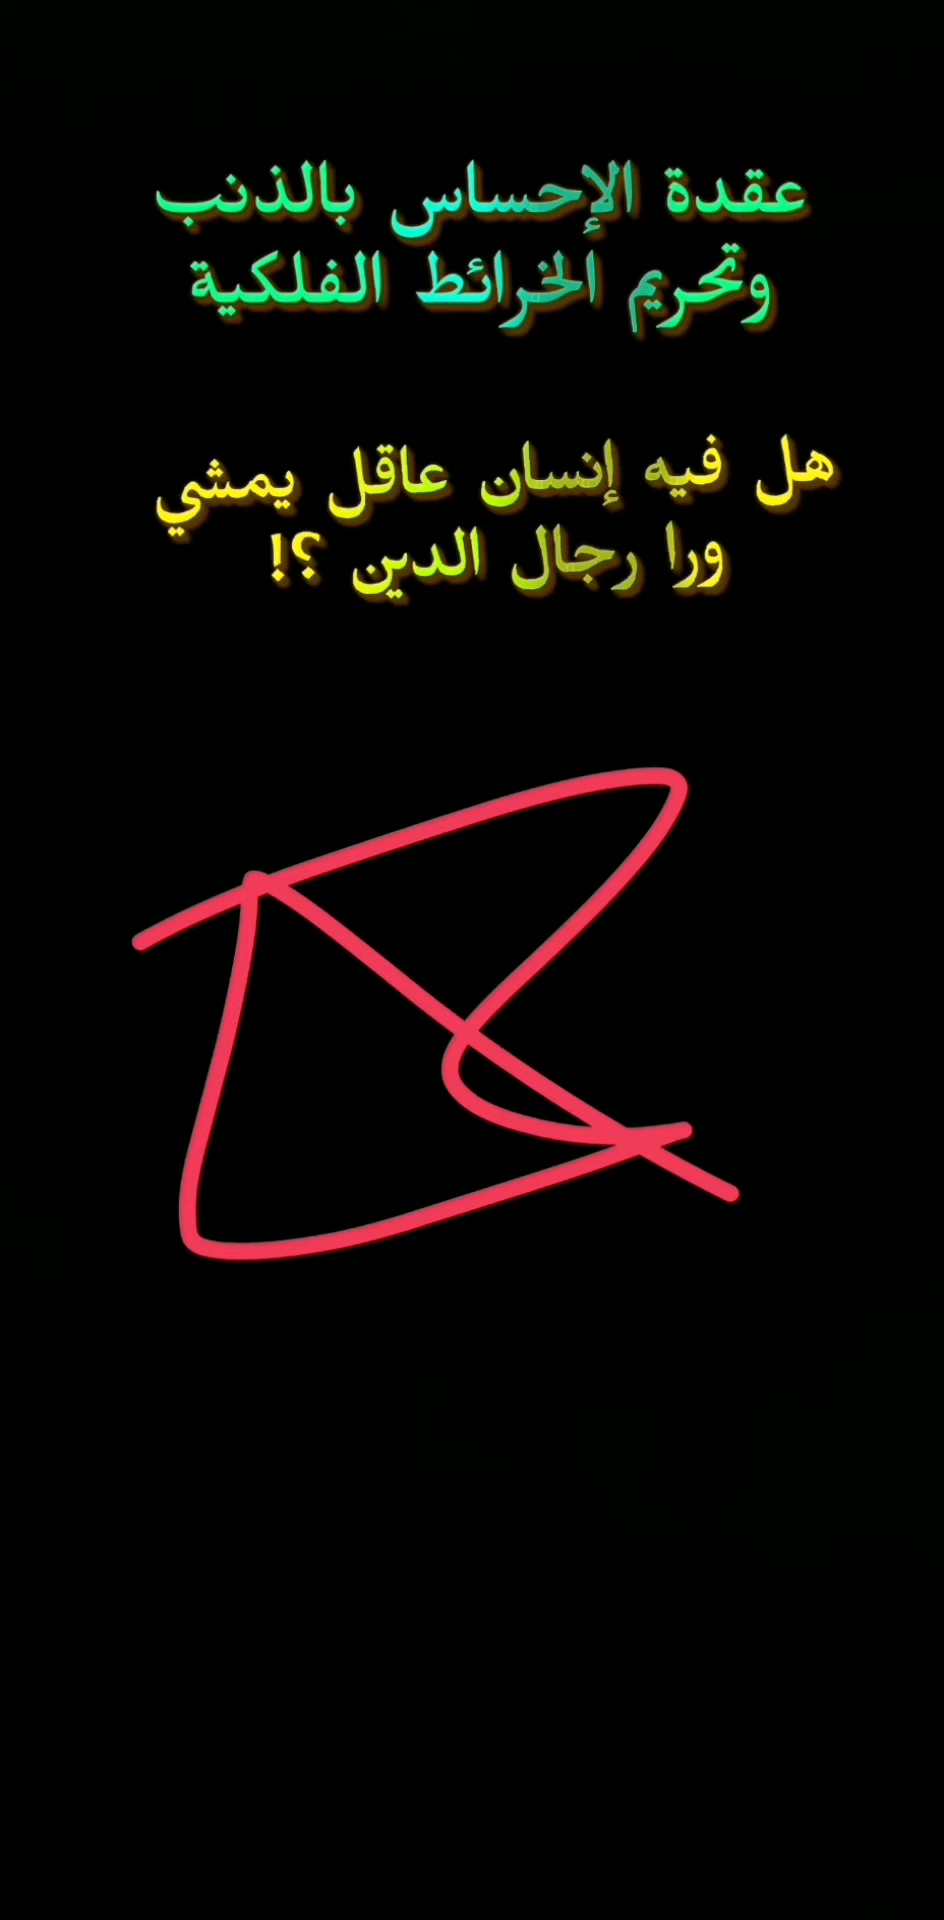 عقدة الإحساس بالذنب
وتحريم الخرائط الفلكية
هل فيه إنسان عاقل يمشي
ورا رجال الدين ؟!